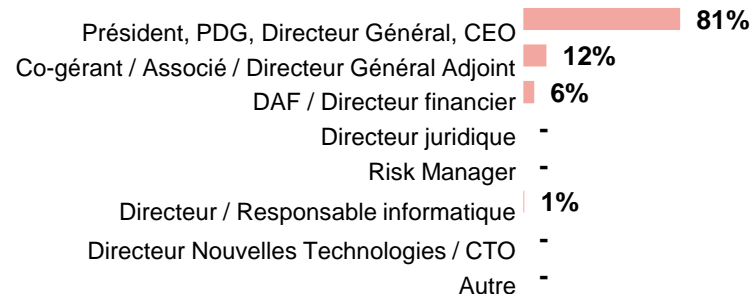 Président, PDG, Directeur Général, CEO 81%
Co-gérant / Associé / Directeur Général Adjoint 12%
DAF / Directeur financier 6%
Directeur juridique -
Risk Manager -
Directeur / Responsable informatique 1%
Directeur Nouvelles Technologies / CTO -
Autre -